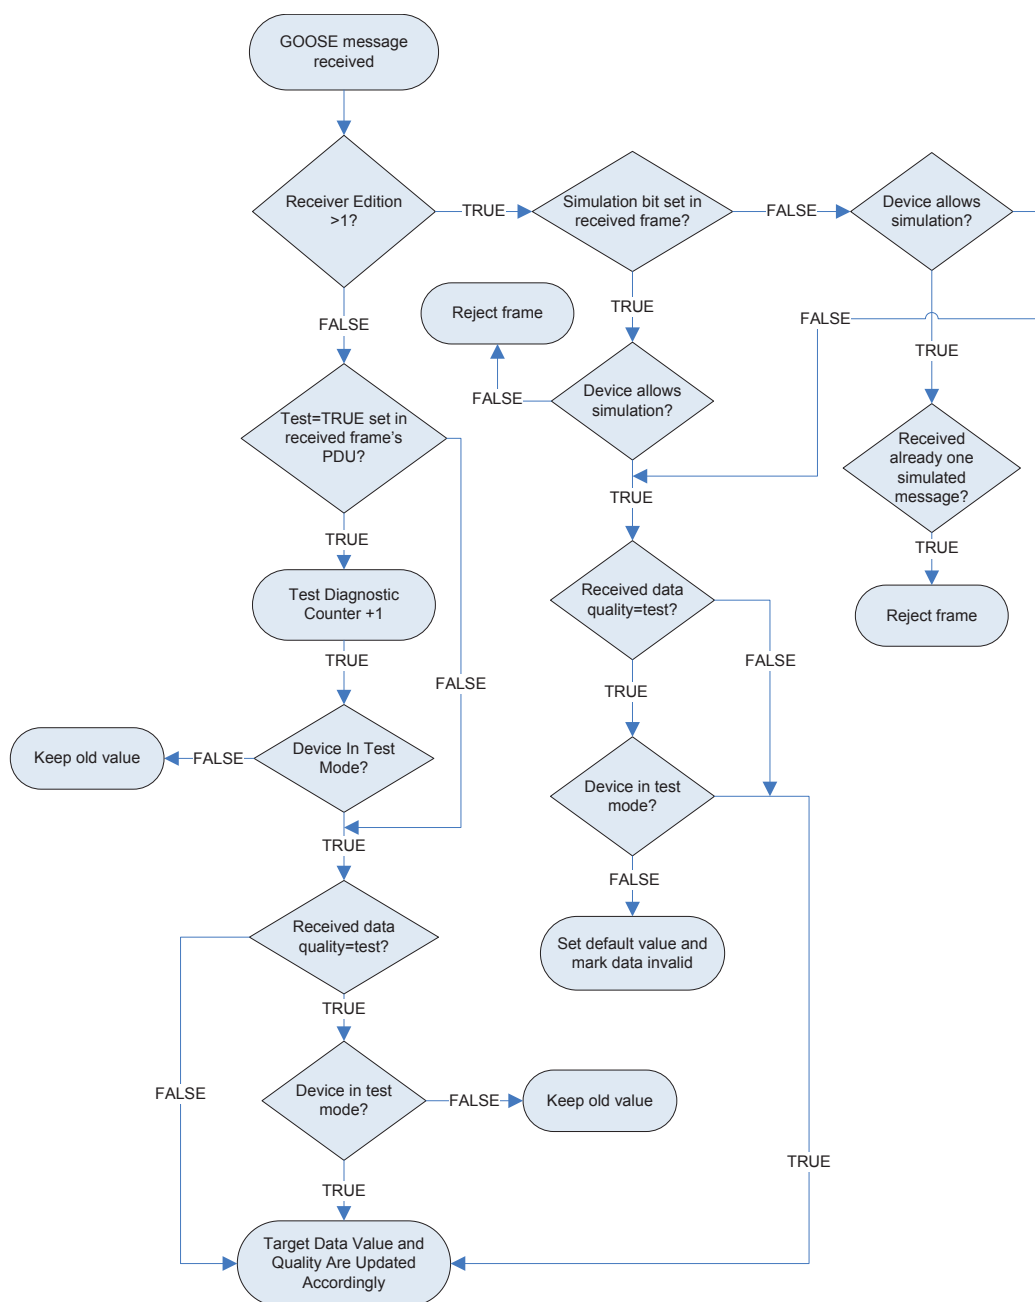 GOOSE message
received
Receiver Edition
>1?
TRUE
Simulation bit set in
received frame?
FALSE
Device allows
simulation?
FALSE
TRUE
Reject frame
FALSE
TRUE
FALSE
Device allows
simulation?
Test=TRUE set in
received frame's
PDU?
Received
already one
simulated
message?
TRUE
TRUE
TRUE
Reject frame
Test Diagnostic
Counter +1
Received data
quality=test?
TRUE
FALSE
TRUE
FALSE
Keep old value
FALSE
Device In Test
Mode?
Device in test
mode?
TRUE
FALSE
Received data
quality=test?
Set default value and
mark data invalid
TRUE
FALSE
Device in test
mode?
FALSE
Keep old value
TRUE
TRUE
Target Data Value and
Quality Are Updated
Accordingly